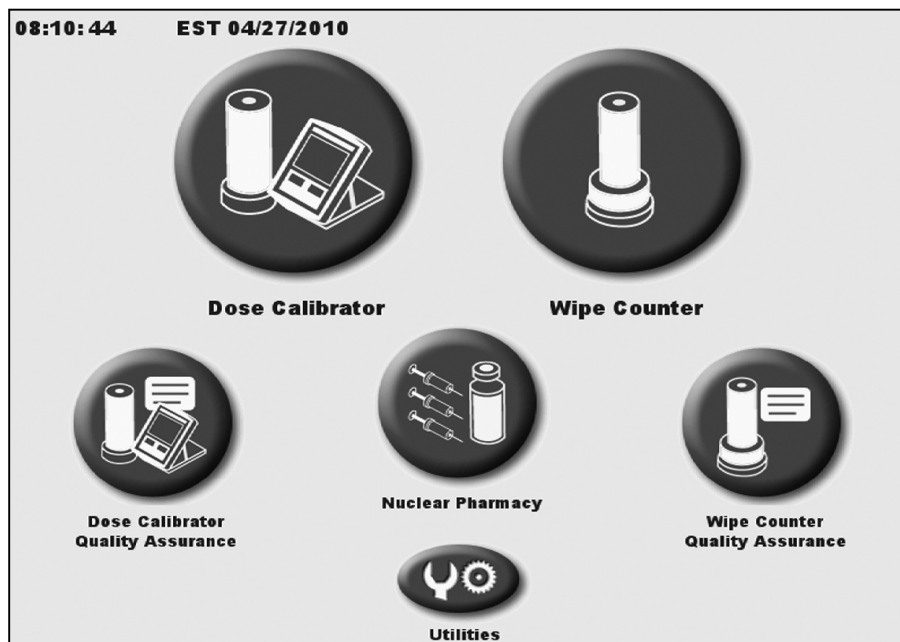 08:10:44 EST 04/27/2010
Dose Calibrator
Wipe Counter
Nuclear Pharmacy
Dose Calibrator
Quality Assurance
Wipe Counter
Quality Assurance
Utilities